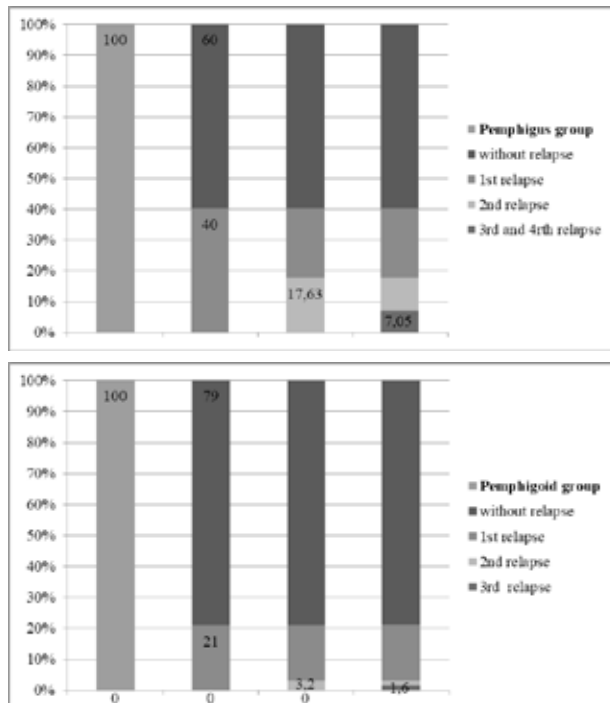 100%
90%
80%
70%
60%
50%
40%
30%
20%
10%
0%
100
60
40
17,63
7,05
Pemphigus group
without relapse
1st relapse
2nd relapse
3rd and 4rth relapse
100%
90%
80%
70%
60%
50%
40%
30%
20%
10%
0%
100
79
21
3,2
1,6
0 0 0
Pemphigoid group
without relapse
1st relapse
2nd relapse
3rd relapse